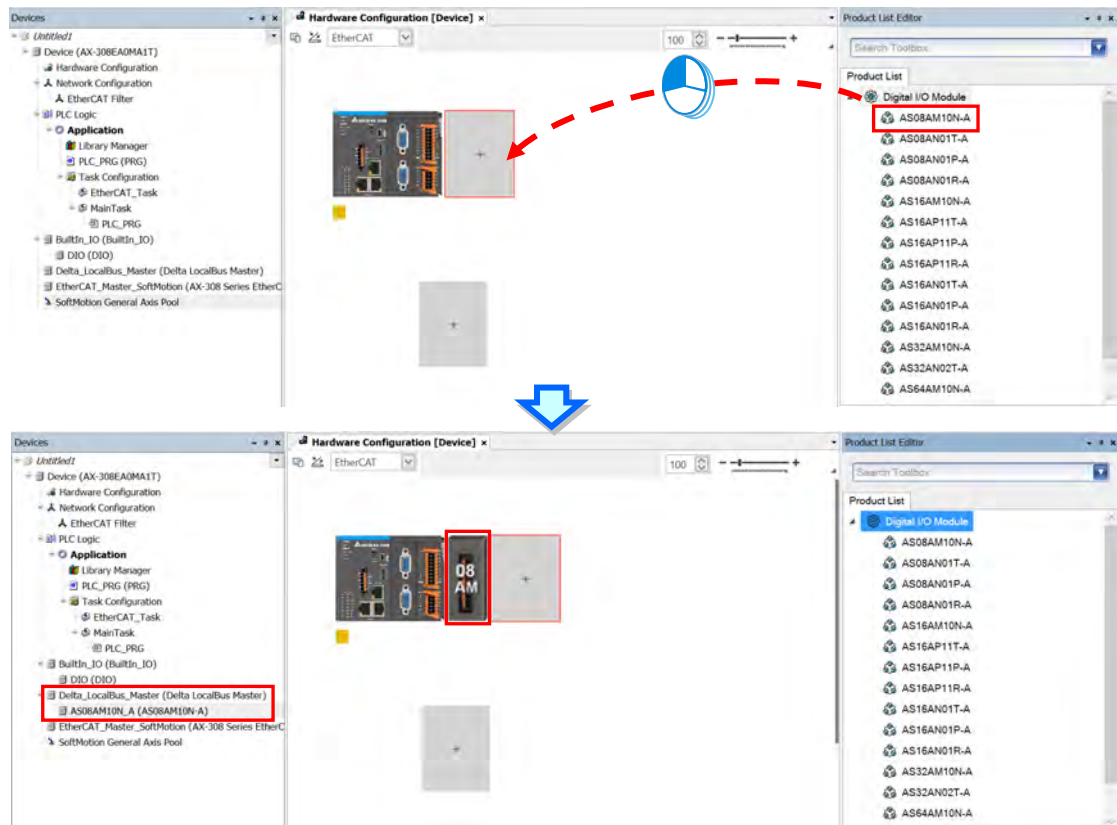 Devices
Untitled1
Device (AX-308EA0MA1T)
Hardware Configuration
Network Configuration
EtherCAT Filter
PLC Logic
Application
Library Manager
PLC_PRG (PRG)
Task Configuration
EtherCAT_Task
MainTask
PLC_PRG
BuiltIn_IO (BuiltIn_IO)
DIO (DIO)
Delta_LocalBus_Master (Delta LocalBus Master)
EtherCAT_Master_SoftMotion (AX-308 Series EtherC
SoftMotion General Axis Pool
Hardware Configuration [Device]
EtherCAT
100
Product List Editor
Search Toolbox
Product List
Digital I/O Module
AS08AM10N-A
AS08AN01T-A
AS08AN01P-A
AS08AN01R-A
AS16AM10N-A
AS16AP11T-A
AS16AP11P-A
AS16AP11R-A
AS16AN01T-A
AS16AN01P-A
AS16AN01R-A
AS32AM10N-A
AS32AN02T-A
AS64AM10N-A
Devices
Untitled1
Device (AX-308EA0MA1T)
Hardware Configuration
Network Configuration
EtherCAT Filter
PLC Logic
Application
Library Manager
PLC_PRG (PRG)
Task Configuration
EtherCAT_Task
MainTask
PLC_PRG
BuiltIn_IO (BuiltIn_IO)
DIO (DIO)
Delta_LocalBus_Master (Delta LocalBus Master)
AS08AM10N_A (AS08AM10N-A)
EtherCAT_Master_SoftMotion (AX-308 Series EtherC
SoftMotion General Axis Pool
Hardware Configuration [Device]
EtherCAT
100
08
AM
Product List Editor
Search Toolbox
Product List
Digital I/O Module
AS08AM10N-A
AS08AN01T-A
AS08AN01P-A
AS08AN01R-A
AS16AM10N-A
AS16AP11T-A
AS16AP11P-A
AS16AP11R-A
AS16AN01T-A
AS16AN01P-A
AS16AN01R-A
AS32AM10N-A
AS32AN02T-A
AS64AM10N-A